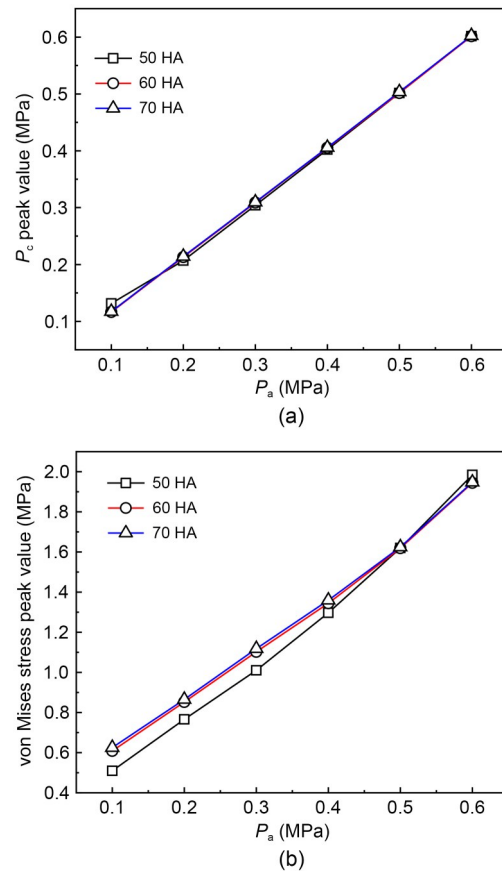 0.6
0.5
0.4
0.3
0.2
0.1
P_c peak value (MPa)
50 HA
60 HA
70 HA
0.1 0.2 0.3 0.4 0.5 0.6
P_a (MPa)
(a)
2.0
1.8
1.6
1.4
1.2
1.0
0.8
0.6
0.4
von Mises stress peak value (MPa)
50 HA
60 HA
70 HA
0.1 0.2 0.3 0.4 0.5 0.6
P_a (MPa)
(b)